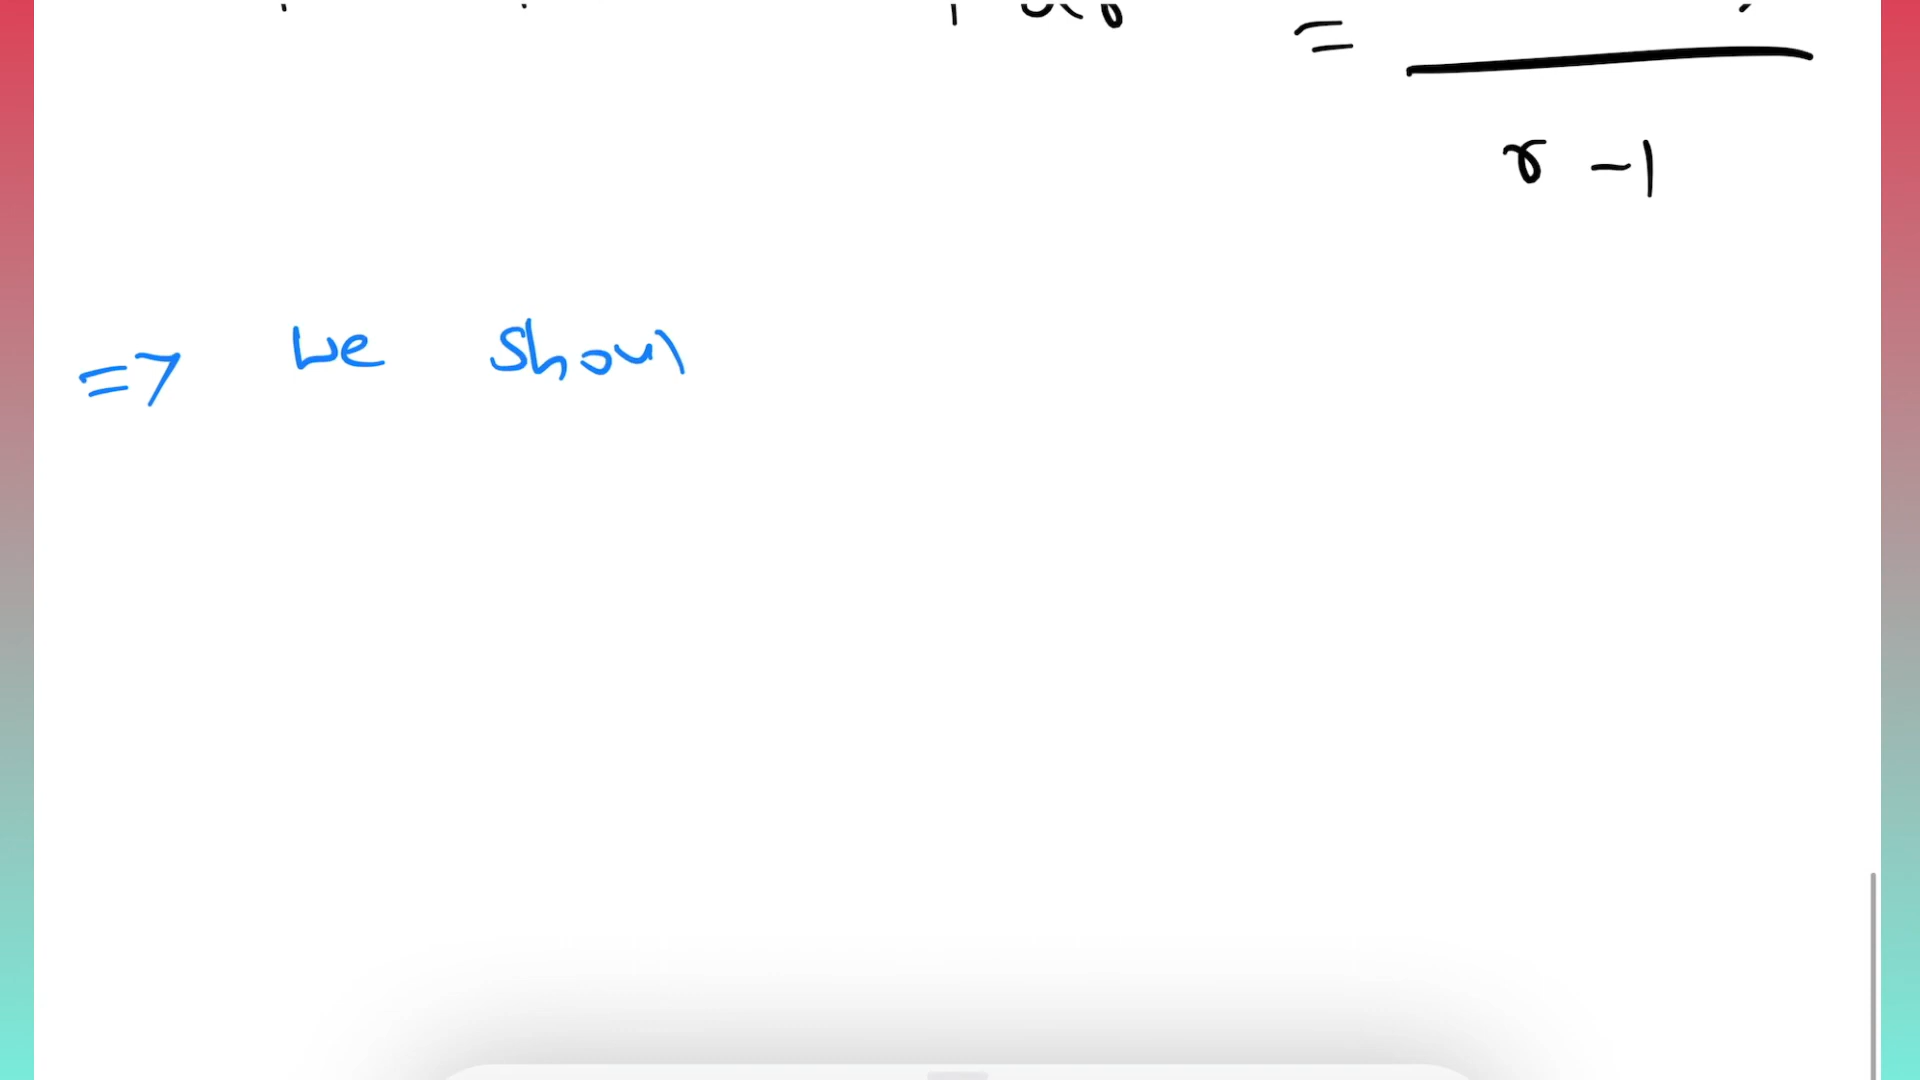 =
r - 1
=> we shoul